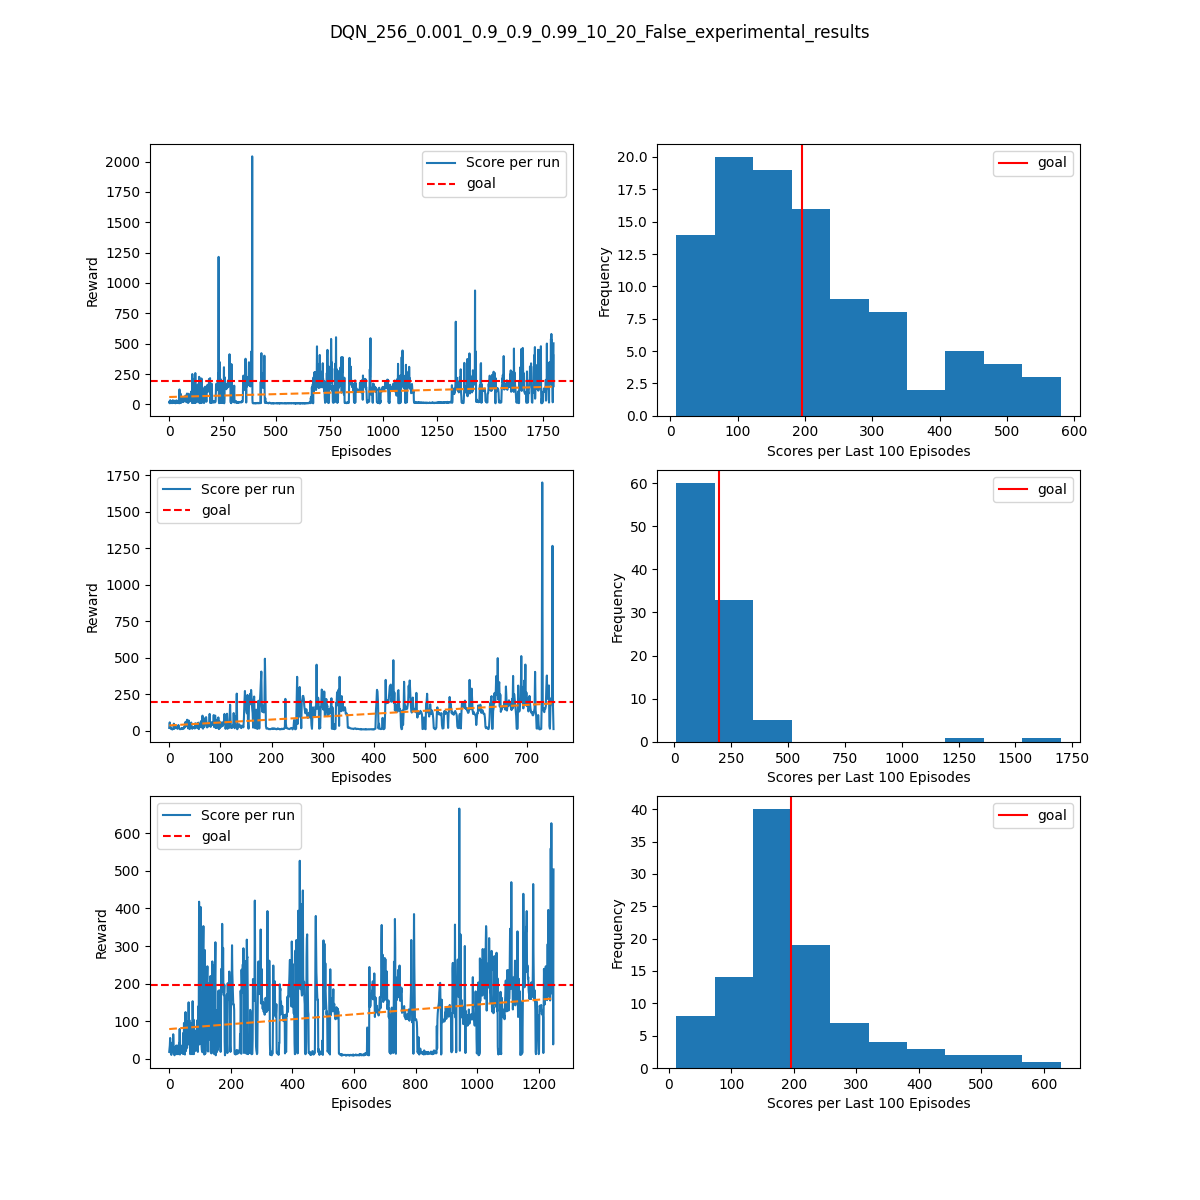 DQN_256_0.001_0.9_0.9_0.99_10_20_False_experimental_results
2000
1750
1500
1250
1000
750
500
250
0
Reward
Score per run
goal
0 250 500 750 1000 1250 1500 1750
Episodes
20.0
17.5
15.0
12.5
10.0
7.5
5.0
2.5
0.0
Frequency
goal
0 100 200 300 400 500 600
Scores per Last 100 Episodes
1750
1500
1250
1000
750
500
250
0
Reward
Score per run
goal
0 100 200 300 400 500 600 700
Episodes
60
50
40
30
20
10
0
Frequency
goal
0 250 500 750 1000 1250 1500 1750
Scores per Last 100 Episodes
600
500
400
300
200
100
0
Reward
Score per run
goal
0 200 400 600 800 1000 1200
Episodes
40
35
30
25
20
15
10
5
0
Frequency
goal
0 100 200 300 400 500 600
Scores per Last 100 Episodes